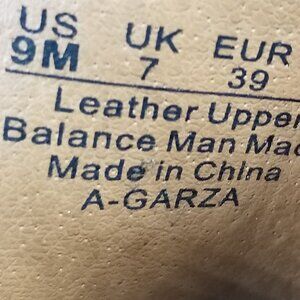 US UK EUR
9M 7 39
Leather Upper
Balance Man Mad
Made in China
A-GARZA